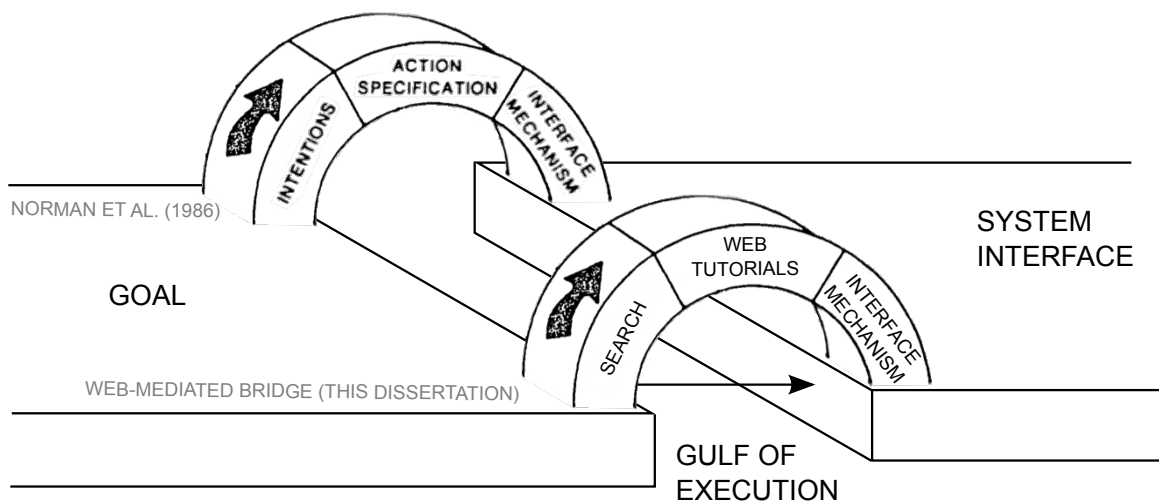 ACTION
SPECIFICATION
INTENTIONS
INTERFACE
MECHANISM
NORMAN ET AL. (1986)
SYSTEM
INTERFACE
GOAL
WEB
TUTORIALS
SEARCH
INTERFACE
MECHANISM
WEB-MEDIATED BRIDGE (THIS DISSERTATION)
GULF OF
EXECUTION